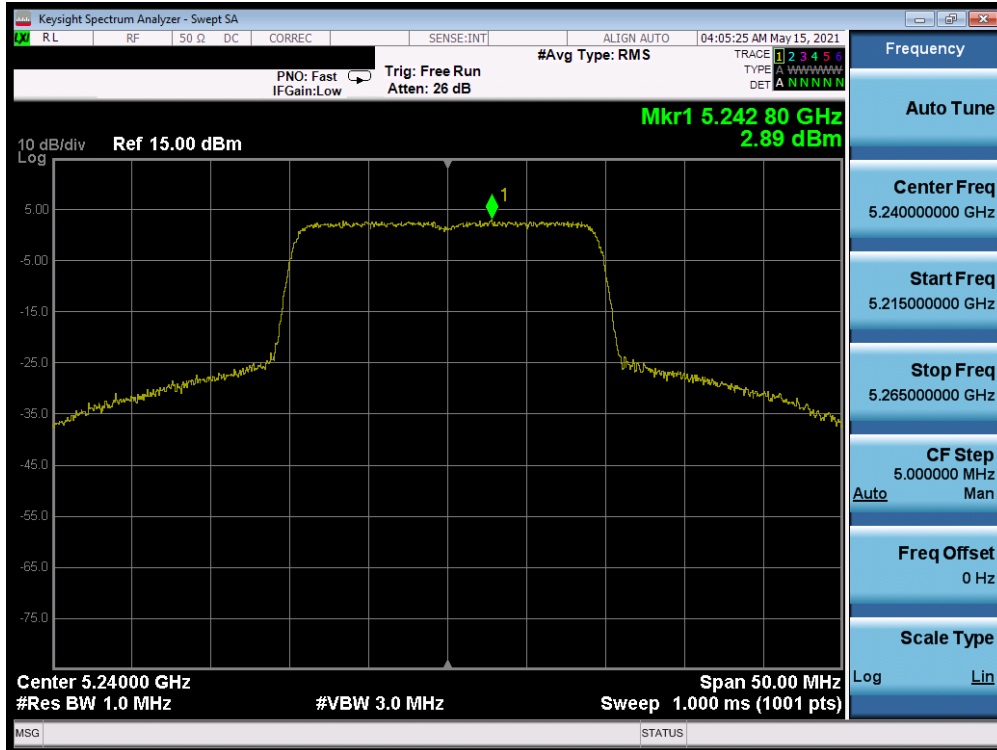 Keysight Spectrum Analyzer - Swept SA
LXI RL RF 50 Ω DC CORREC SENSE:INT ALIGN AUTO 04:05:25 AM May 15, 2021
#Avg Type: RMS
TRACE 1 2 3 4 5 6
TYPE A WWWWW
DET A N N N N N
PNO: Fast
IFGain:Low
Trig: Free Run
Atten: 26 dB
Mkr1 5.242 80 GHz
2.89 dBm
10 dB/div Ref 15.00 dBm
Log
1
5.00
-5.00
-15.0
-25.0
-35.0
-45.0
-55.0
-65.0
-75.0
Center 5.24000 GHz Span 50.00 MHz
#Res BW 1.0 MHz #VBW 3.0 MHz Sweep 1.000 ms (1001 pts)
MSG STATUS
Frequency
Auto Tune
Center Freq
5.240000000 GHz
Start Freq
5.215000000 GHz
Stop Freq
5.265000000 GHz
CF Step
5.000000 MHz
Auto Man
Freq Offset
0 Hz
Scale Type
Log Lin